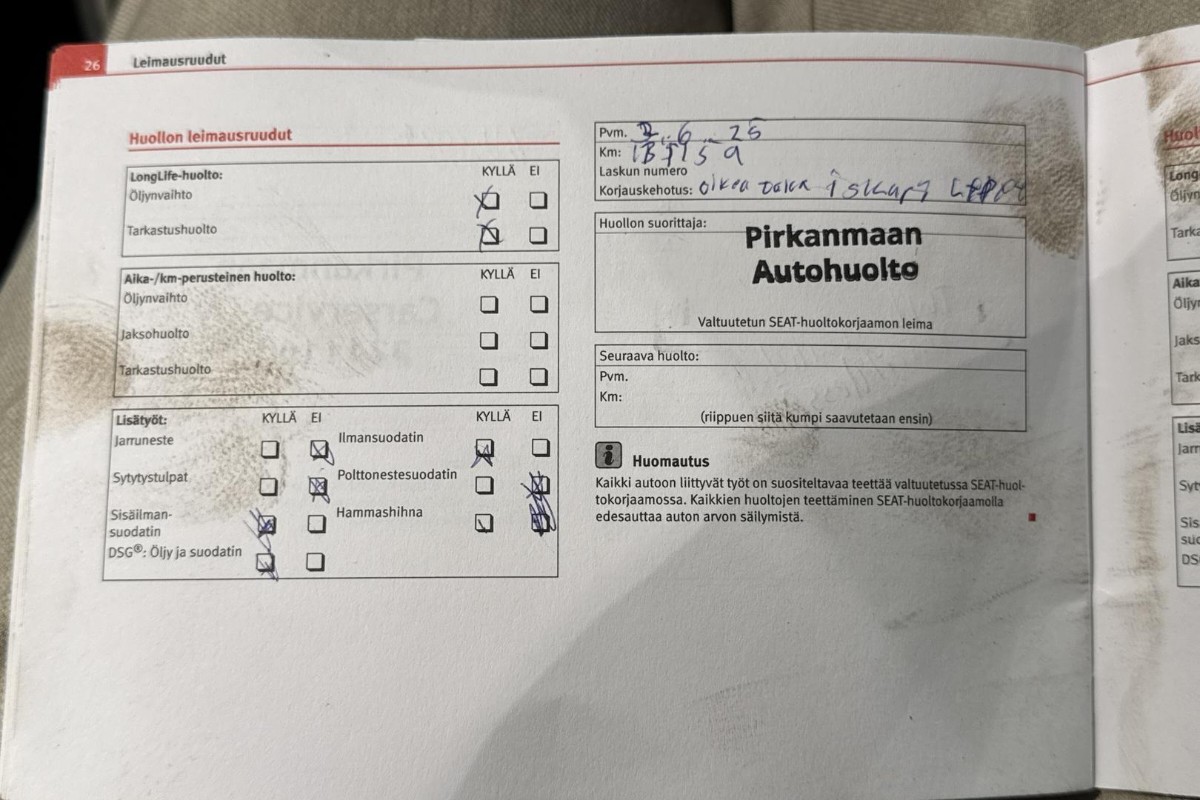 26 Leimausruudut
Huollon leimausruudut
LongLife-huolto: KYLLÄ EI
Öljynvaihto
Tarkastushuolto
Aika-/km-perusteinen huolto: KYLLÄ EI
Öljynvaihto
Jaksohuolto
Tarkastushuolto
Lisätyöt: KYLLÄ EI KYLLÄ EI
Jarruneste Ilmansuodatin
Sytytystulpat Polttonestesuodatin
Sisäilman-
suodatin Hammashihna
DSG®: Öljy ja suodatin
Pvm. 2.6.25
Km:
Laskun numero
Korjauskehotus: oikea taka iskari
Huollon suorittaja:
Pirkanmaan
Autohuolto
Valtuutetun SEAT-huoltokorjaamon leima
Seuraava huolto:
Pvm.
Km:
(riippuen siitä kumpi saavutetaan ensin)
Huomautus
Kaikki autoon liittyvät työt on suositeltavaa teettää valtuutetussa SEAT-huol-
tokorjaamossa. Kaikkien huoltojen teettäminen SEAT-huoltokorjaamolla
edesauttaa auton arvon säilymistä.